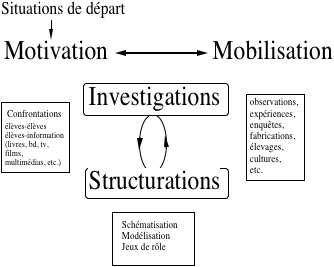 Situations de départ
Motivation
Mobilisation
Investigations
Confrontations
élèves-élèves
élèves-information
(livres, bd, tv,
films,
multimédias, etc.)
observations,
expériences,
enquêtes,
fabrications,
élevages,
cultures,
etc.
Structurations
Schématisation
Modélisation
Jeux de rôle